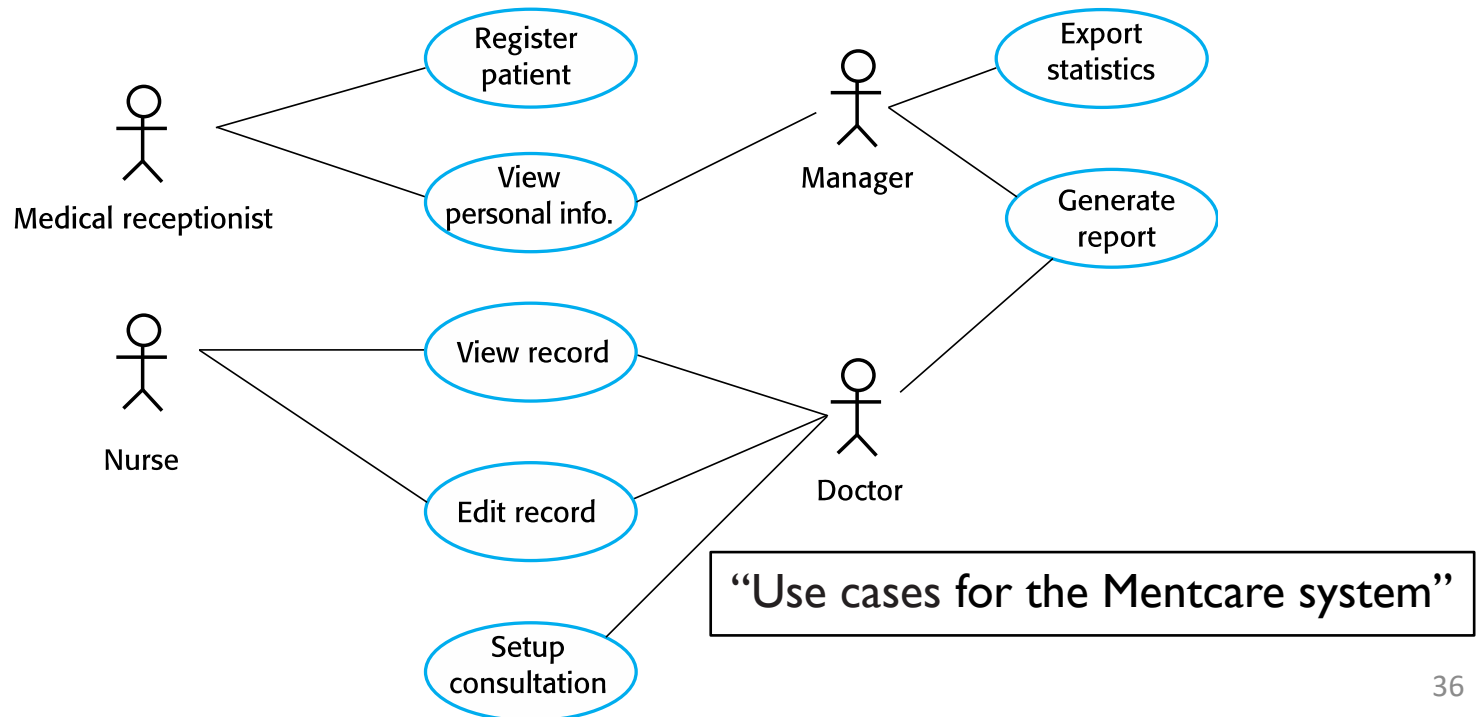 Register
patient
Export
statistics
Medical receptionist
View
personal info.
Manager
Generate
report
Nurse
View record
Edit record
Doctor
“Use cases for the Mentcare system”
Setup
consultation
36